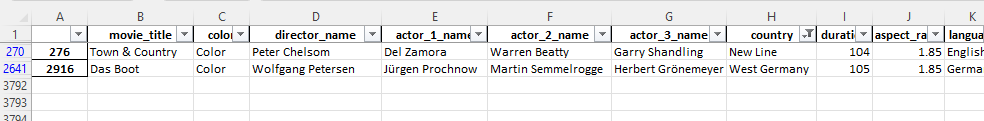 A B C D E F G H I J K
1 movie_title color director_name actor_1_name actor_2_name actor_3_name country duratio aspect_ra langua
270 276 Town & Country Color Peter Chelsom Del Zamora Warren Beatty Garry Shandling New Line 104 1.85 English
2641 2916 Das Boot Color Wolfgang Petersen Jürgen Prochnow Martin Semmelrogge Herbert Grönemeyer West Germany 105 1.85 Germa
3792
3793
3794